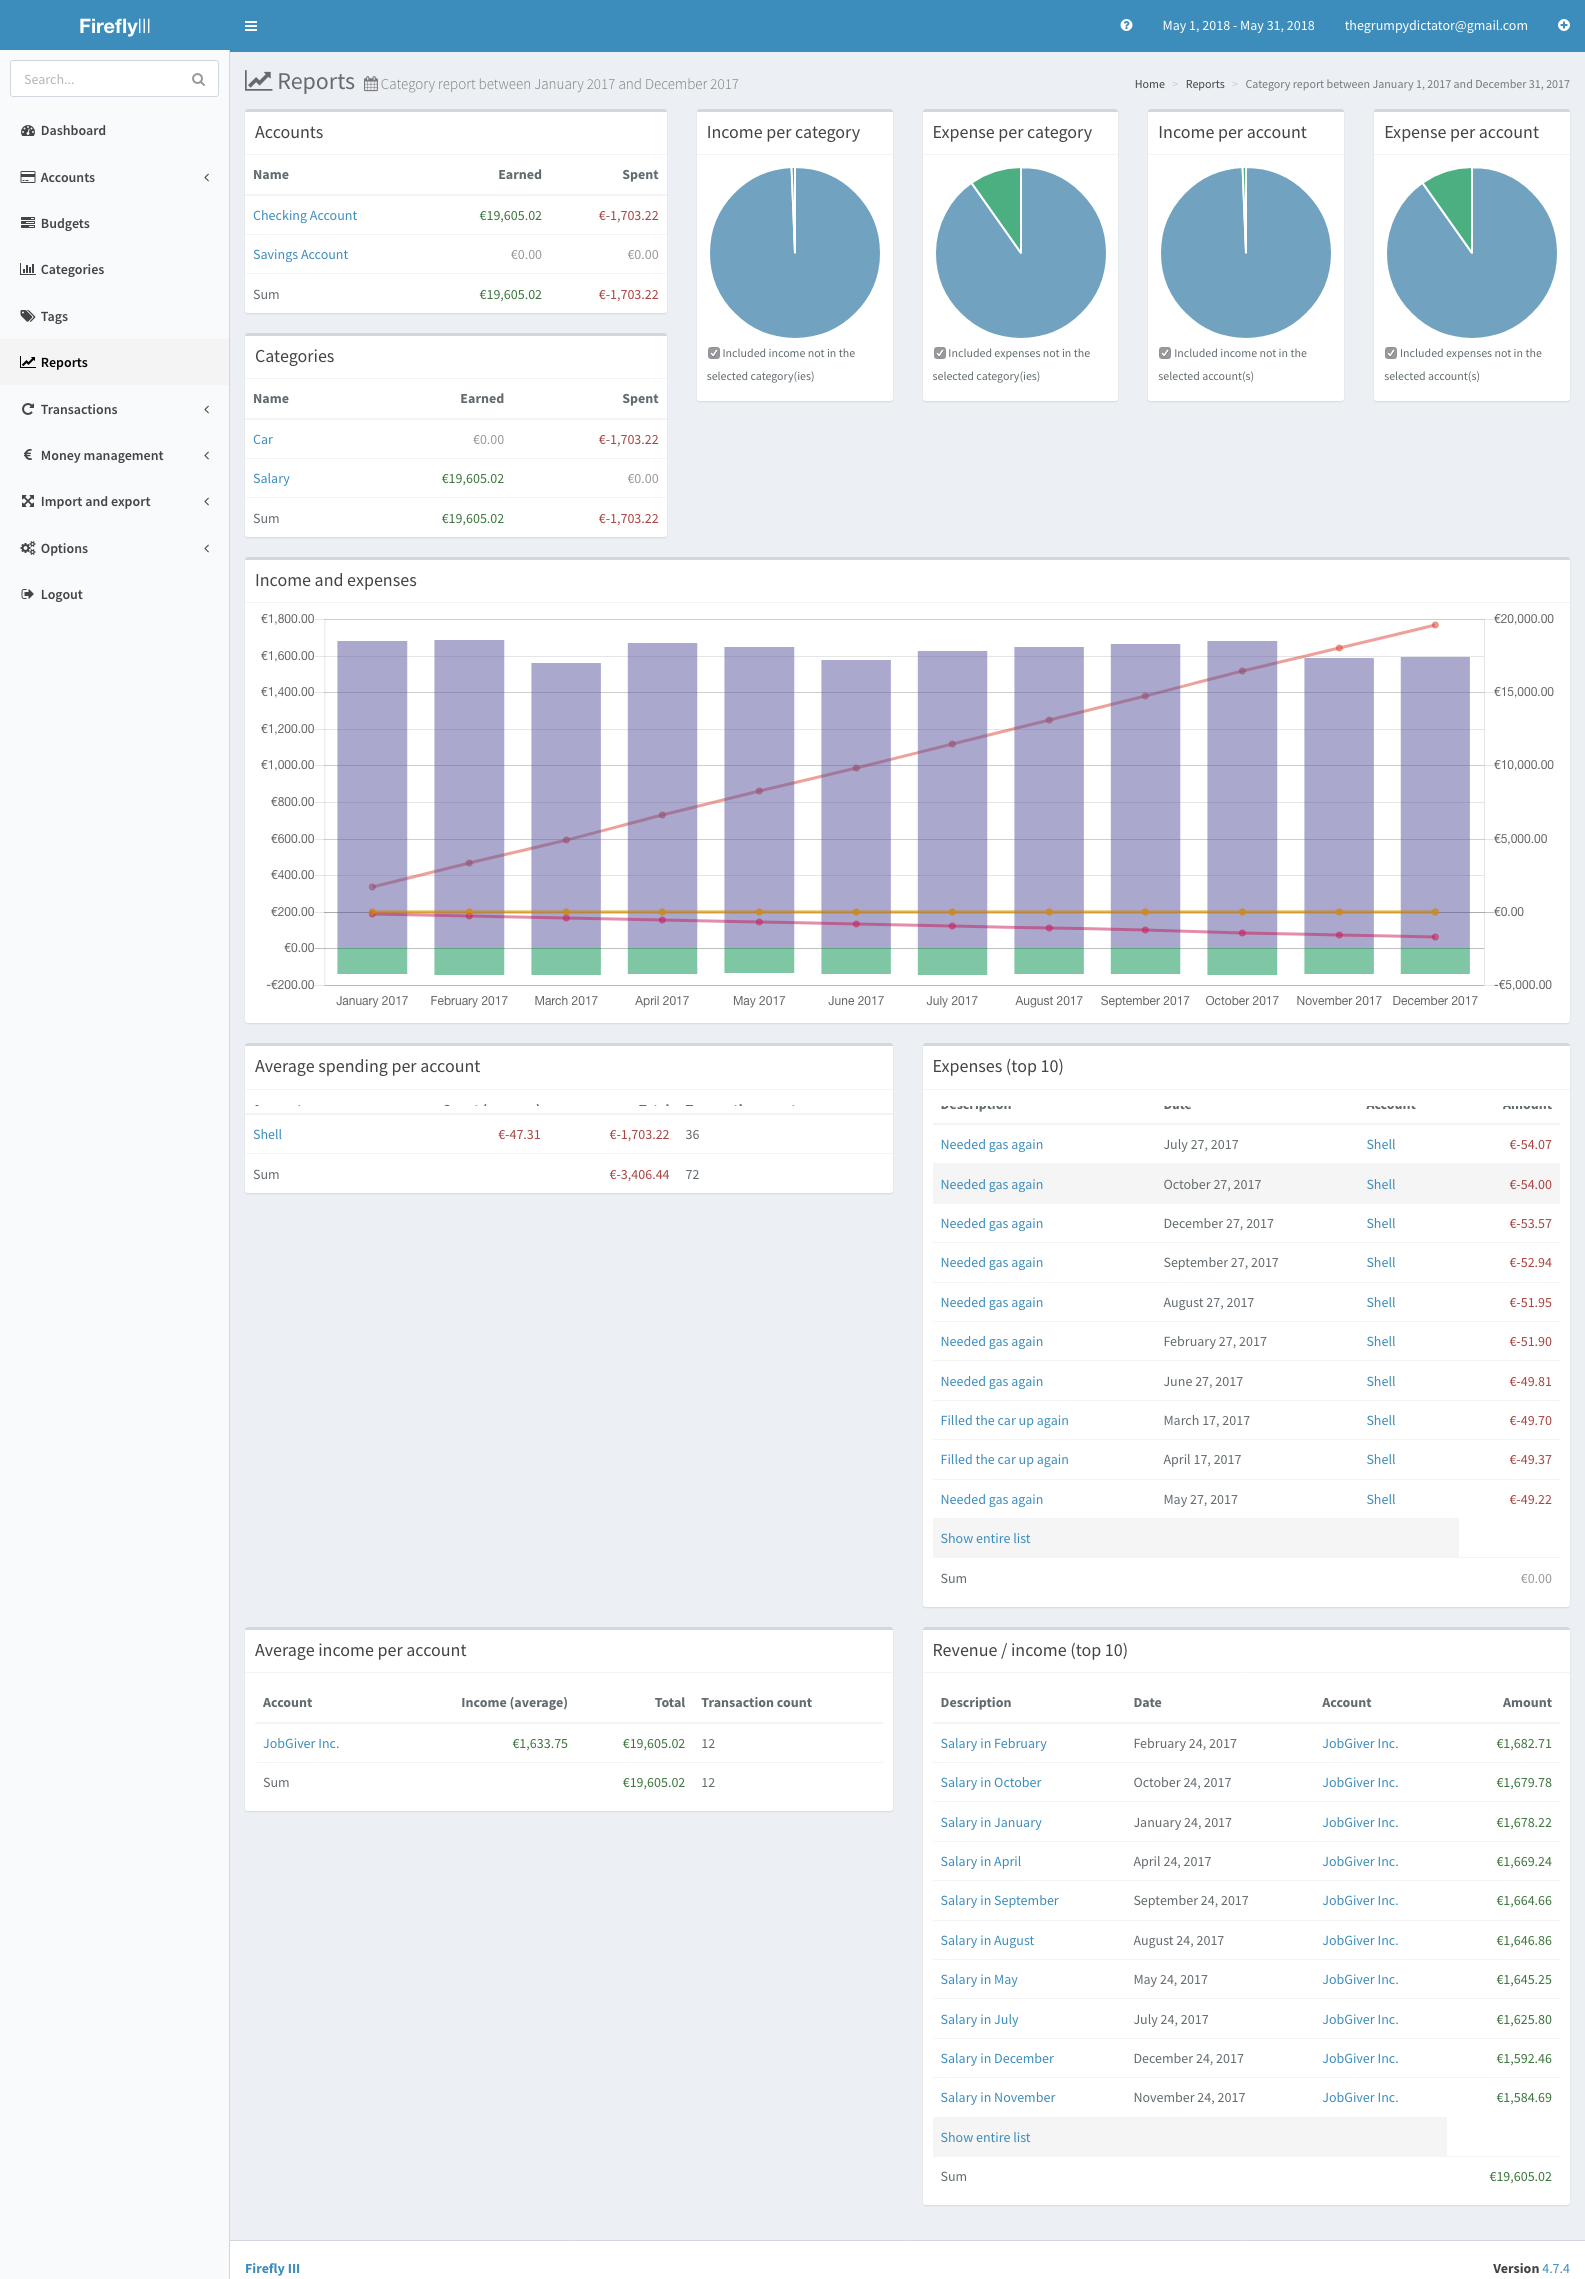 FireflyIII
May 1, 2018 - May 31, 2018 thegrumpydictator@gmail.com
Search...
Dashboard
Accounts
Budgets
Categories
Tags
Reports
Transactions
Money management
Import and export
Options
Logout
Reports Category report between January 2017 and December 2017
Home > Reports > Category report between January 1, 2017 and December 31, 2017
Accounts
Name Earned Spent
Checking Account €19,605.02 €-1,703.22
Savings Account €0.00 €0.00
Sum €19,605.02 €-1,703.22
Categories
Name Earned Spent
Car €0.00 €-1,703.22
Salary €19,605.02 €0.00
Sum €19,605.02 €-1,703.22
Income per category
Included income not in the
selected category(ies)
Expense per category
Included expenses not in the
selected category(ies)
Income per account
Included income not in the
selected account(s)
Expense per account
Included expenses not in the
selected account(s)
Income and expenses
€1,800.00 €20,000.00
€1,600.00
€1,400.00 €15,000.00
€1,200.00
€1,000.00 €10,000.00
€800.00
€600.00 €5,000.00
€400.00
€200.00 €0.00
€0.00
-€200.00 -€5,000.00
January 2017 February 2017 March 2017 April 2017 May 2017 June 2017 July 2017 August 2017 September 2017 October 2017 November 2017 December 2017
Average spending per account
Shell €-47.31 €-1,703.22 36
Sum €-3,406.44 72
Expenses (top 10)
Description Date Account Amount
Needed gas again July 27, 2017 Shell €-54.07
Needed gas again October 27, 2017 Shell €-54.00
Needed gas again December 27, 2017 Shell €-53.57
Needed gas again September 27, 2017 Shell €-52.94
Needed gas again August 27, 2017 Shell €-51.95
Needed gas again February 27, 2017 Shell €-51.90
Needed gas again June 27, 2017 Shell €-49.81
Filled the car up again March 17, 2017 Shell €-49.70
Filled the car up again April 17, 2017 Shell €-49.37
Needed gas again May 27, 2017 Shell €-49.22
Show entire list
Sum €0.00
Average income per account
Account Income (average) Total Transaction count
JobGiver Inc. €1,633.75 €19,605.02 12
Sum €19,605.02 12
Revenue / income (top 10)
Description Date Account Amount
Salary in February February 24, 2017 JobGiver Inc. €1,682.71
Salary in October October 24, 2017 JobGiver Inc. €1,679.78
Salary in January January 24, 2017 JobGiver Inc. €1,678.22
Salary in April April 24, 2017 JobGiver Inc. €1,669.24
Salary in September September 24, 2017 JobGiver Inc. €1,664.66
Salary in August August 24, 2017 JobGiver Inc. €1,646.86
Salary in May May 24, 2017 JobGiver Inc. €1,645.25
Salary in July July 24, 2017 JobGiver Inc. €1,625.80
Salary in December December 24, 2017 JobGiver Inc. €1,592.46
Salary in November November 24, 2017 JobGiver Inc. €1,584.69
Show entire list
Sum €19,605.02
Firefly III Version 4.7.4